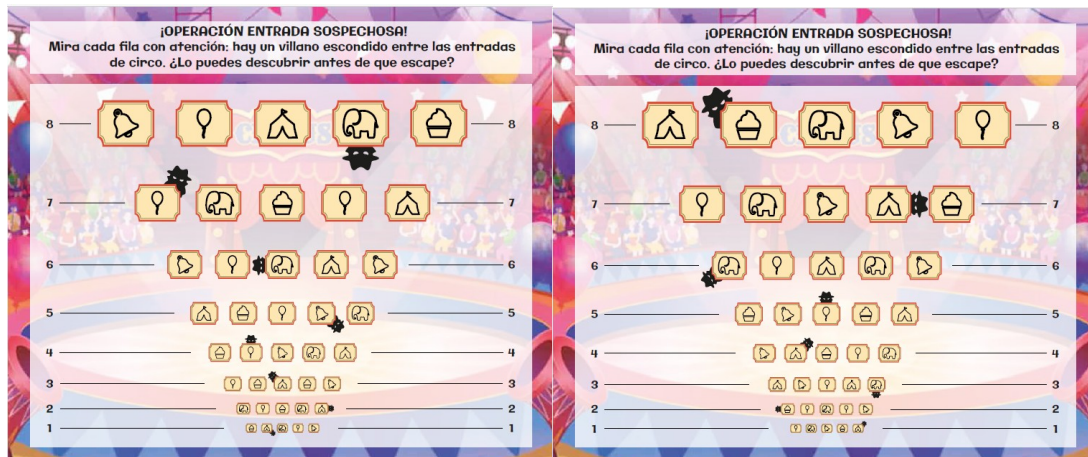 ¡OPERACIÓN ENTRADA SOSPECHOSA!
Mira cada fila con atención: hay un villano escondido entre las entradas
de circo. ¿Lo puedes descubrir antes de que escape?
8 8
7 7
6 6
5 5
4 4
3 3
2 2
1 1
¡OPERACIÓN ENTRADA SOSPECHOSA!
Mira cada fila con atención: hay un villano escondido entre las entradas
de circo. ¿Lo puedes descubrir antes de que escape?
8 8
7 7
6 6
5 5
4 4
3 3
2 2
1 1